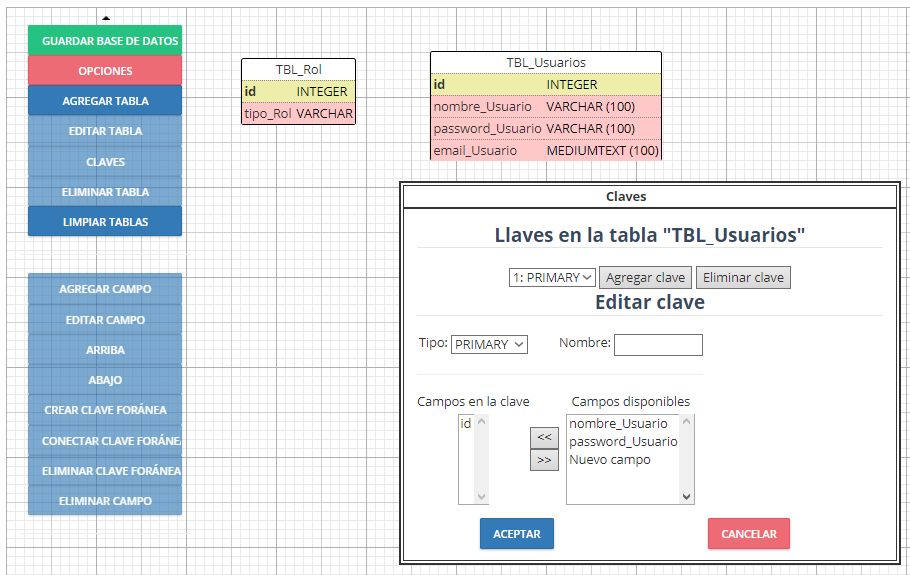 GUARDAR BASE DE DATOS
OPCIONES
AGREGAR TABLA
EDITAR TABLA
CLAVES
ELIMINAR TABLA
LIMPIAR TABLAS
AGREGAR CAMPO
EDITAR CAMPO
ARRIBA
ABAJO
CREAR CLAVE FORÁNEA
CONECTAR CLAVE FORÁNEA
ELIMINAR CLAVE FORÁNEA
ELIMINAR CAMPO
TBL_Rol
id INTEGER
tipo_Rol VARCHAR
TBL_Usuarios
id INTEGER
nombre_Usuario VARCHAR (100)
password_Usuario VARCHAR (100)
email_Usuario MEDIUMTEXT (100)
Claves
Llaves en la tabla "TBL_Usuarios"
1: PRIMARY Agregar clave Eliminar clave
Editar clave
Tipo: PRIMARY Nombre:
Campos en la clave Campos disponibles
id
<<
>>
nombre_Usuario
password_Usuario
Nuevo campo
ACEPTAR CANCELAR